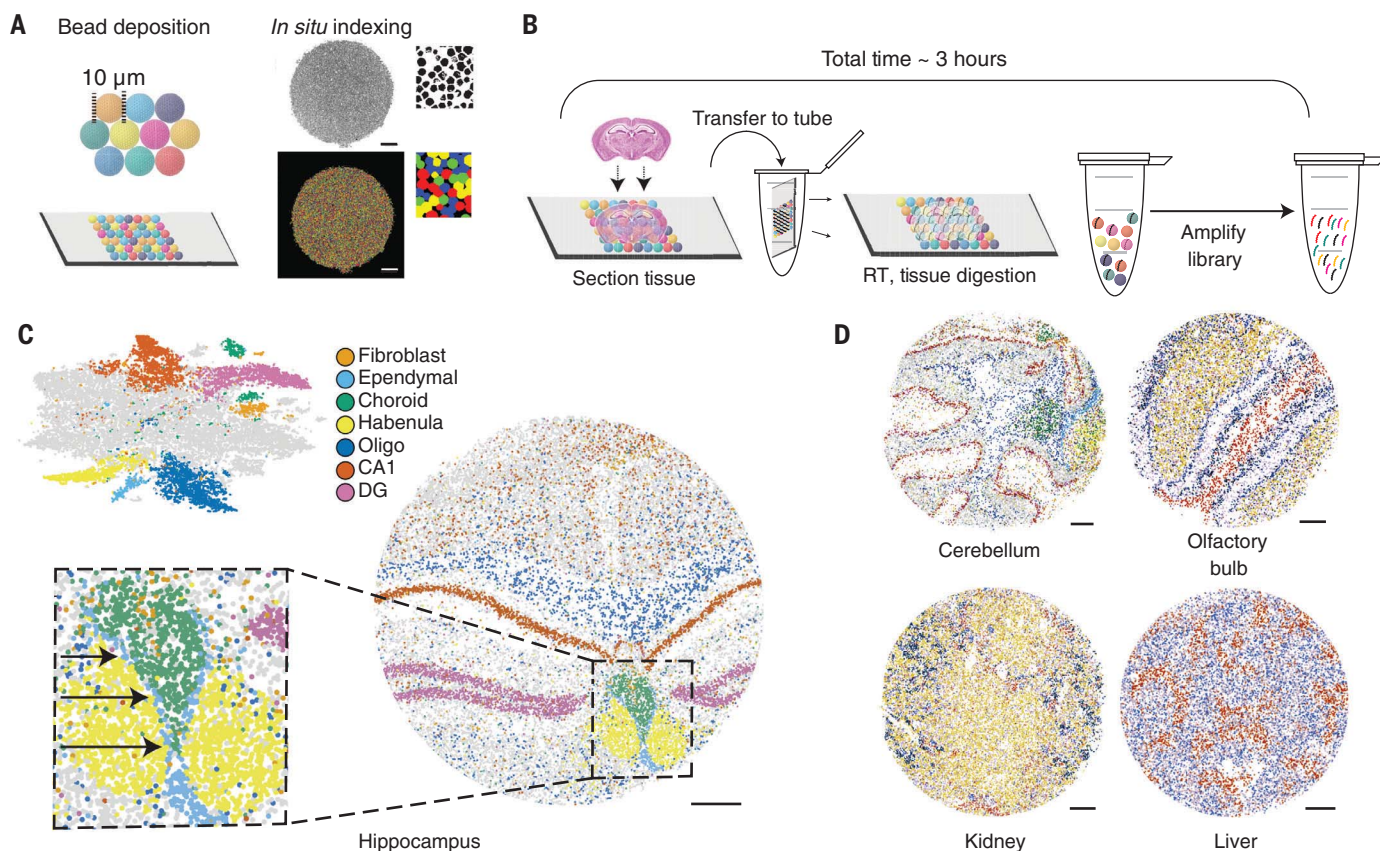 A
Bead deposition
10 µm
In situ indexing
B
Total time ~ 3 hours
Transfer to tube
Section tissue
RT, tissue digestion
Amplify
library
C
Fibroblast
Ependymal
Choroid
Habenula
Oligo
CA1
DG
Hippocampus
D
Cerebellum
Olfactory
bulb
Kidney
Liver